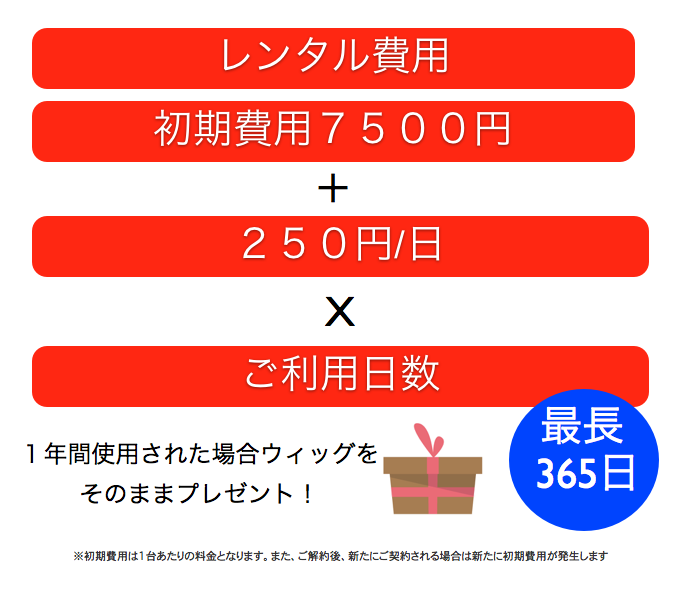 レンタル費用
初期費用７５００円
＋
２５０円/日
X
ご利用日数
１年間使用された場合ウィッグを
そのままプレゼント！
最長
365日
※初期費用は1台あたりの料金となります。また、ご解約後、新たにご契約される場合は新たに初期費用が発生します